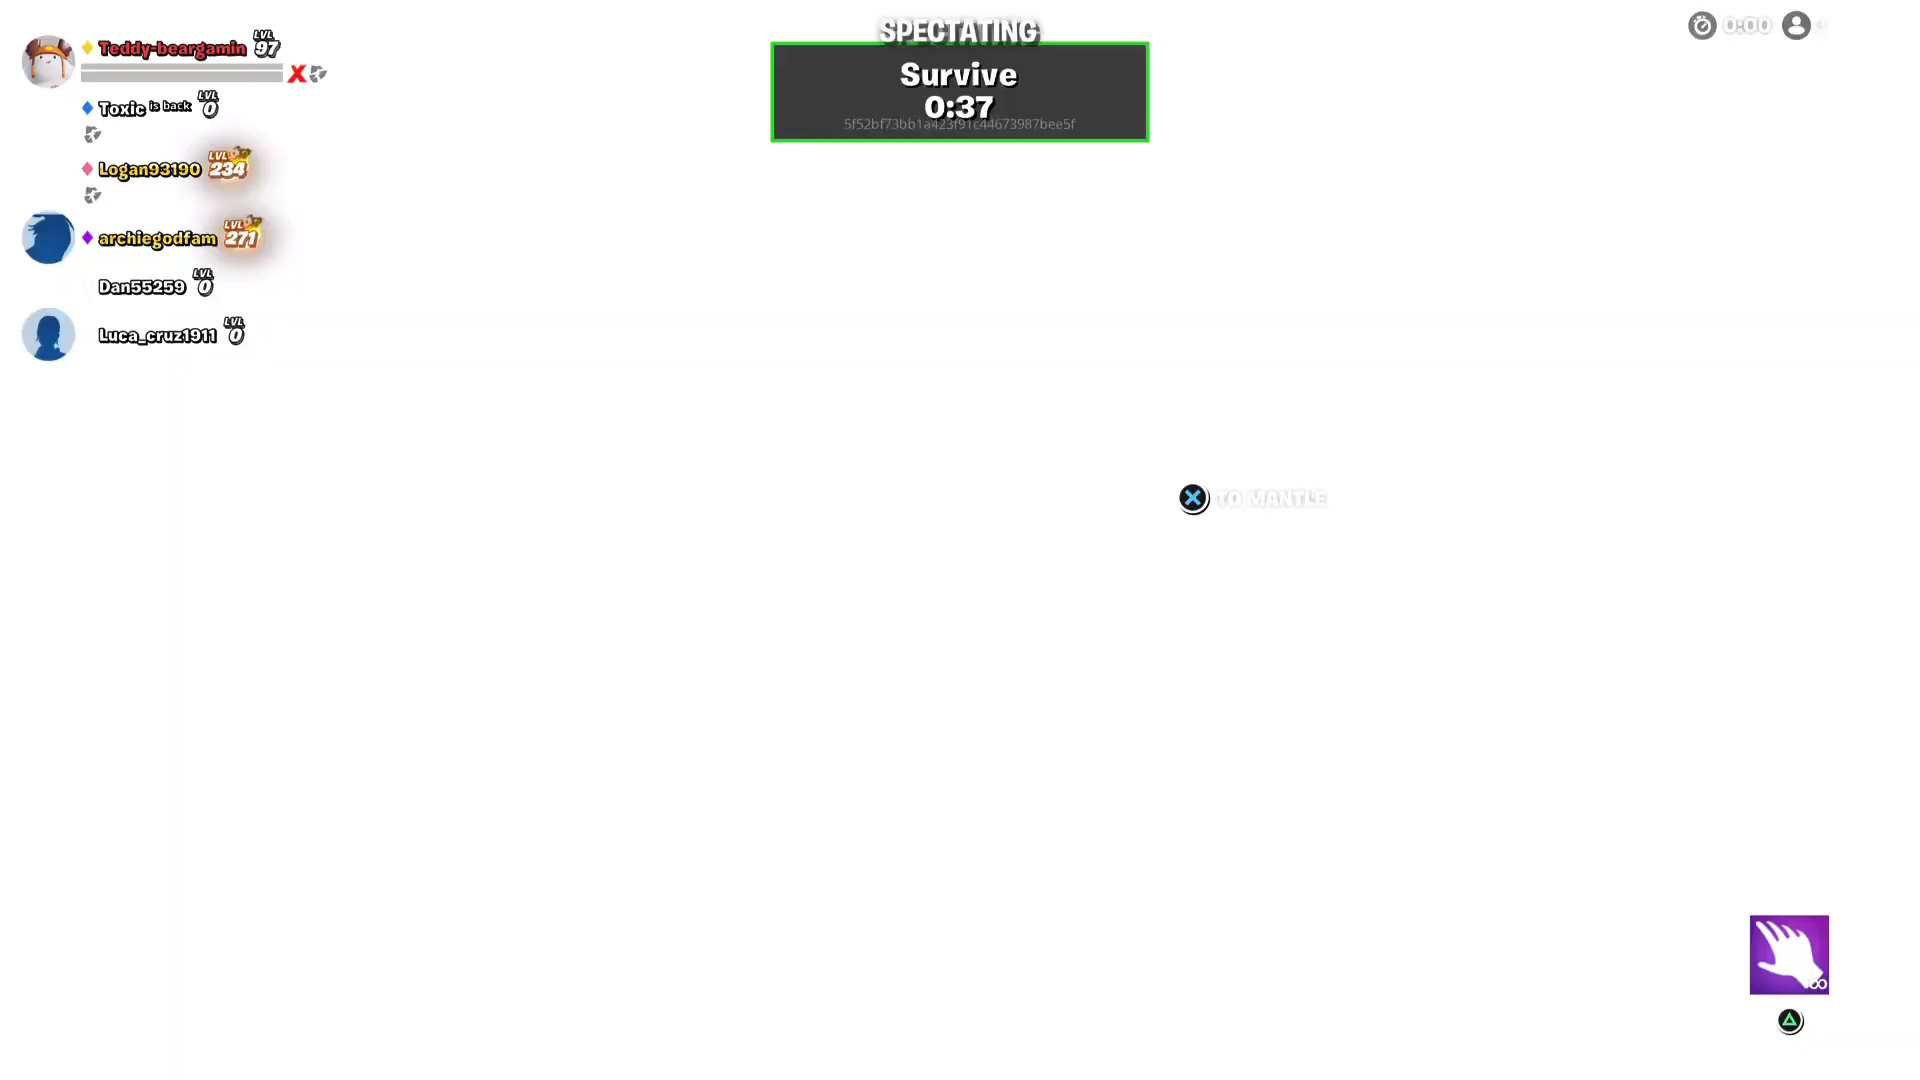 SPECTATING
Survive
0:37
5f52bf73bb1a423f91c44673987bee5f
0:00
Teddy-beargamin LVL 97
X
Toxic is back LVL 0
Logan93190 LVL 234
archiegodfam LVL 271
Dan55259 LVL 0
Luca_cruz1911 LVL 0
TO MANTLE
∞